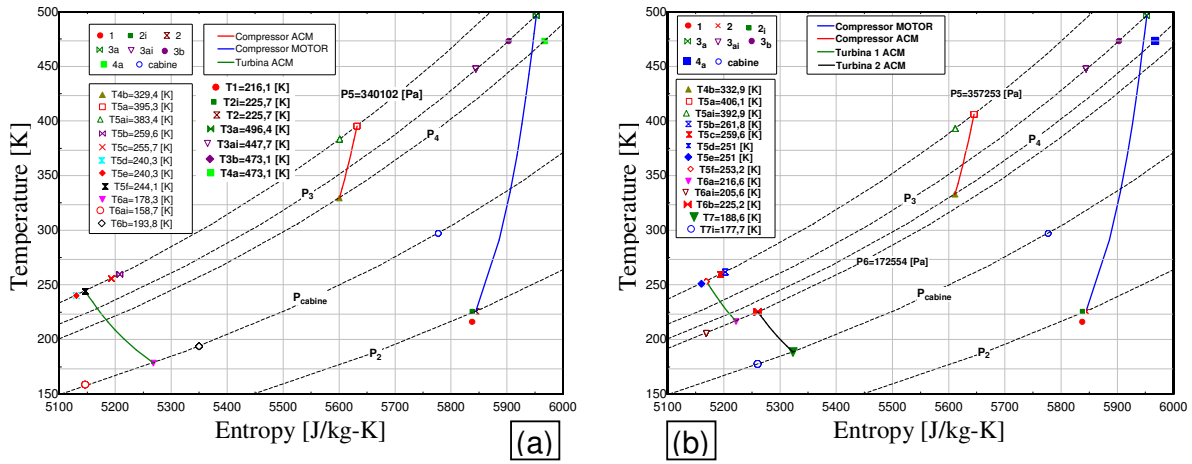 500
450
400
350
300
250
200
150
5100
5200
5300
5400
5500
5600
5700
5800
5900
6000
Temperature [K]
Entropy [J/kg-K]
(a)
1
2i
2
3a
3ai
3b
4a
cabine
Compressor ACM
Compressor MOTOR
Turbina ACM
T4b=329,4 [K]
T5a=395,3 [K]
T5ai=383,4 [K]
T5b=259,6 [K]
T5c=255,7 [K]
T5d=240,3 [K]
T5e=240,3 [K]
T5f=244,1 [K]
T6a=178,3 [K]
T6ai=158,7 [K]
T6b=193,8 [K]
T1=216,1 [K]
T2i=225,7 [K]
T2=225,7 [K]
T3a=496,4 [K]
T3ai=447,7 [K]
T3b=473,1 [K]
T4a=473,1 [K]
P5=340102 [Pa]
P4
P3
Pcabine
P2
500
450
400
350
300
250
200
150
5100
5200
5300
5400
5500
5600
5700
5800
5900
6000
Temperature [K]
Entropy [J/kg-K]
(b)
1
2
2i
3a
3ai
3b
4a
cabine
Compressor ACM
Compressor MOTOR
Turbina 1 ACM
Turbina 2 ACM
T4b=332,9 [K]
T5a=406,1 [K]
T5ai=392,9 [K]
T5b=261,8 [K]
T5c=259,6 [K]
T5d=251 [K]
T5e=251 [K]
T5f=253,2 [K]
T6a=216,6 [K]
T6ai=205,6 [K]
T6b=225,2 [K]
T7=188,6 [K]
T7i=177,7 [K]
P5=357253 [Pa]
P4
P3
P6=172554 [Pa]
Pcabine
P2